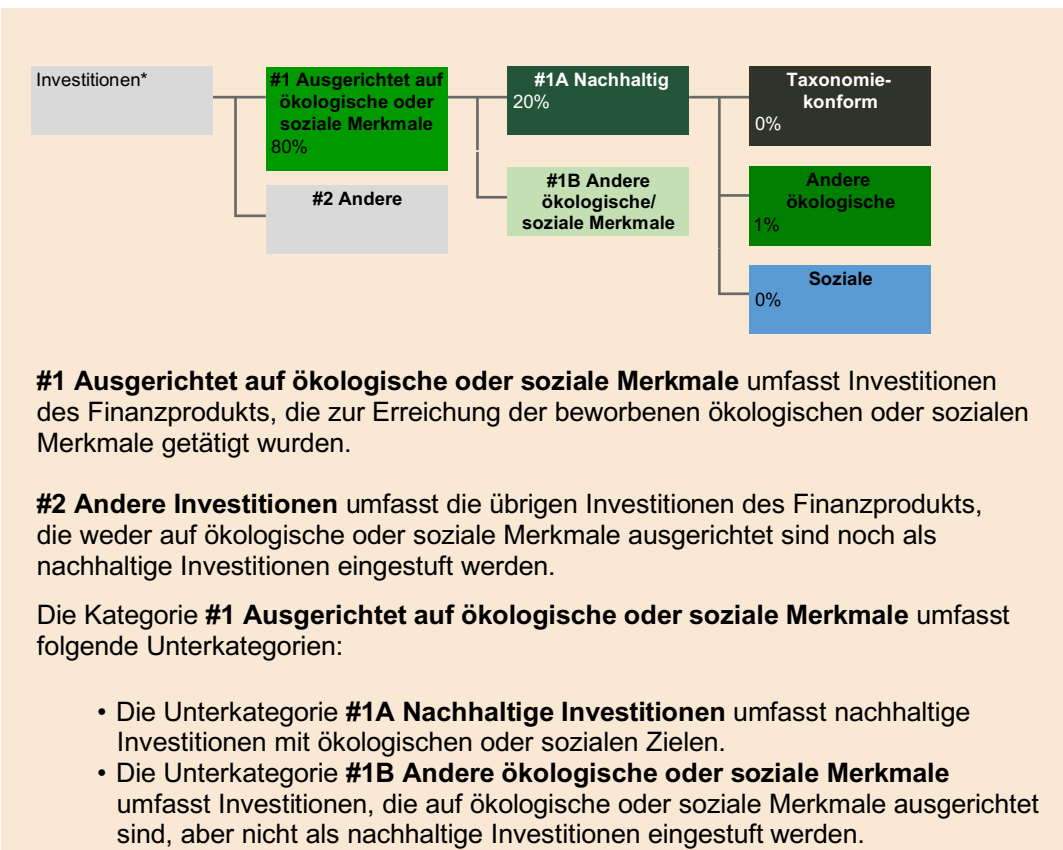 Investitionen*
#1 Ausgerichtet auf
ökologische oder
soziale Merkmale
80%
#2 Andere
#1A Nachhaltig
20%
#1B Andere
ökologische/
soziale Merkmale
Taxonomie-
konform
0%
Andere
ökologische
1%
Soziale
0%
#1 Ausgerichtet auf ökologische oder soziale Merkmale umfasst Investitionen
des Finanzprodukts, die zur Erreichung der beworbenen ökologischen oder sozialen
Merkmale getätigt wurden.
#2 Andere Investitionen umfasst die übrigen Investitionen des Finanzprodukts,
die weder auf ökologische oder soziale Merkmale ausgerichtet sind noch als
nachhaltige Investitionen eingestuft werden.
Die Kategorie #1 Ausgerichtet auf ökologische oder soziale Merkmale umfasst
folgende Unterkategorien:
• Die Unterkategorie #1A Nachhaltige Investitionen umfasst nachhaltige
Investitionen mit ökologischen oder sozialen Zielen.
• Die Unterkategorie #1B Andere ökologische oder soziale Merkmale
umfasst Investitionen, die auf ökologische oder soziale Merkmale ausgerichtet
sind, aber nicht als nachhaltige Investitionen eingestuft werden.